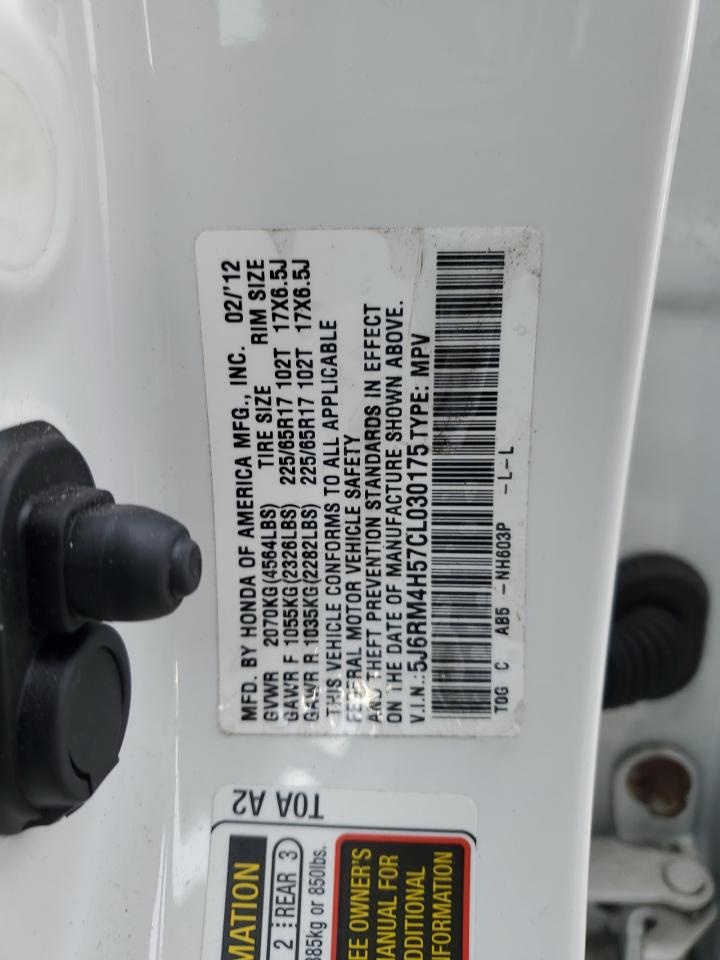 MFD. BY HONDA OF AMERICA MFG., INC. 02/'12
GVWR 2070KG(4564LBS) TIRE SIZE RIM SIZE
GAWR F 1055KG(2326LBS) 225/65R17 102T 17X6.5J
GAWR R 1035KG(2282LBS) 225/65R17 102T 17X6.5J
THIS VEHICLE CONFORMS TO ALL APPLICABLE
FEDERAL MOTOR VEHICLE SAFETY
AND THEFT PREVENTION STANDARDS IN EFFECT
ON THE DATE OF MANUFACTURE SHOWN ABOVE.
V.I.N.:5J6RM4H57CL030175 TYPE: MPV
T0G C AB5 -NH603P -L-L
T0A A2
MATION
2 REAR 3
385kg or 850lbs.
EE OWNER'S
MANUAL FOR
DDITIONAL
FORMATION